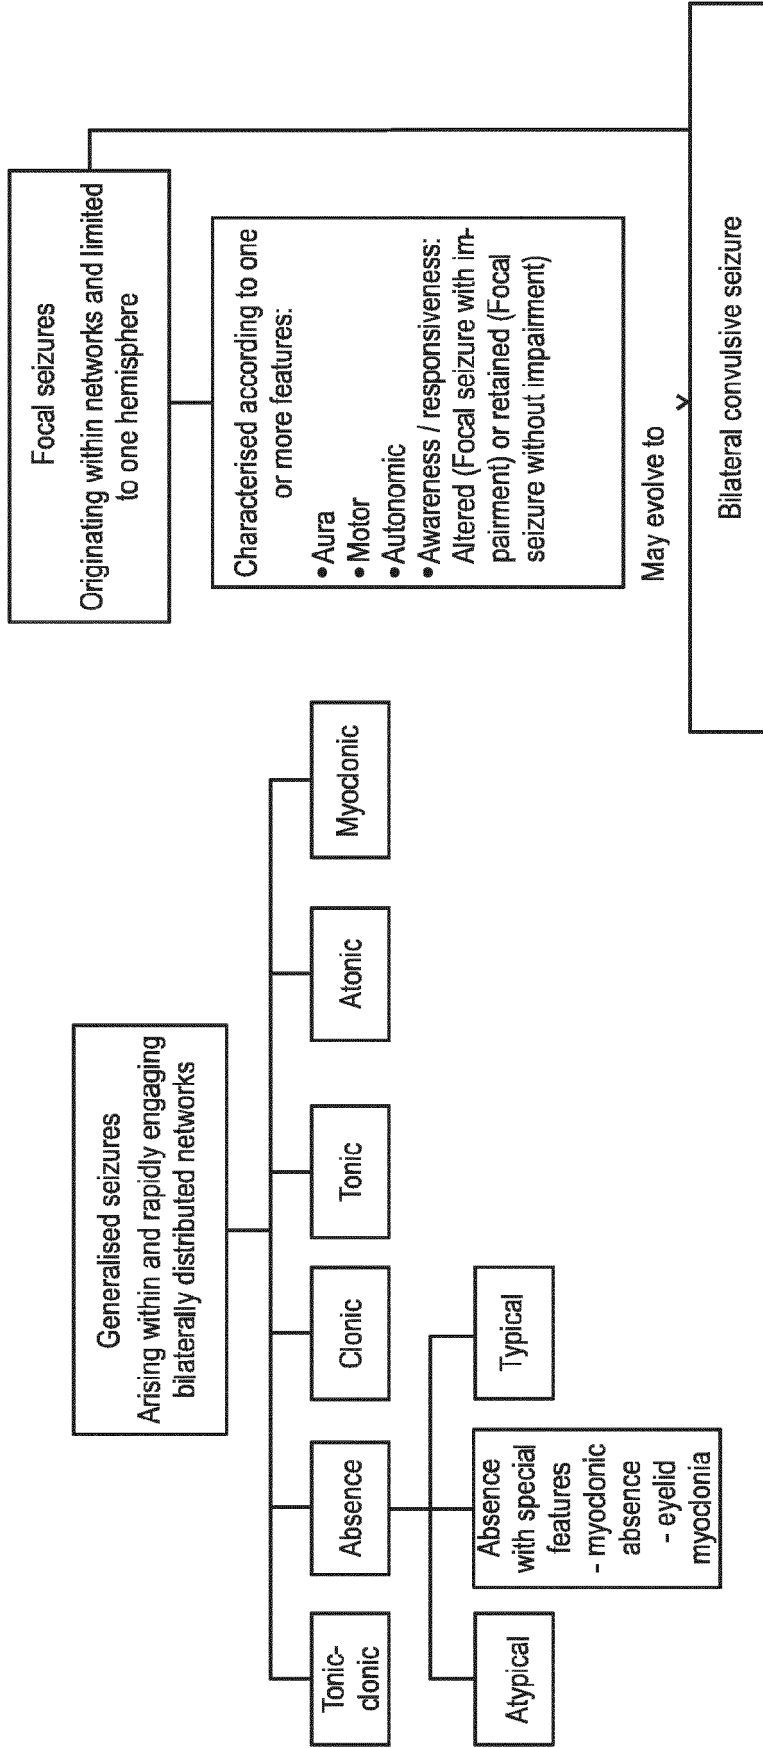 Generalised seizures
Arising within and rapidly engaging
bilaterally distributed networks
Tonic-
clonic
Absence
Clonic
Tonic
Atonic
Myoclonic
Atypical
Absence
with special
features
- myoclonic
absence
- eyelid
myoclonia
Typical
Focal seizures
Originating within networks and limited
to one hemisphere
Characterised according to one
or more features:
• Aura
• Motor
• Autonomic
• Awareness / responsiveness:
Altered (Focal seizure with im-
pairment) or retained (Focal
seizure without impairment)
May evolve to
Bilateral convulsive seizure